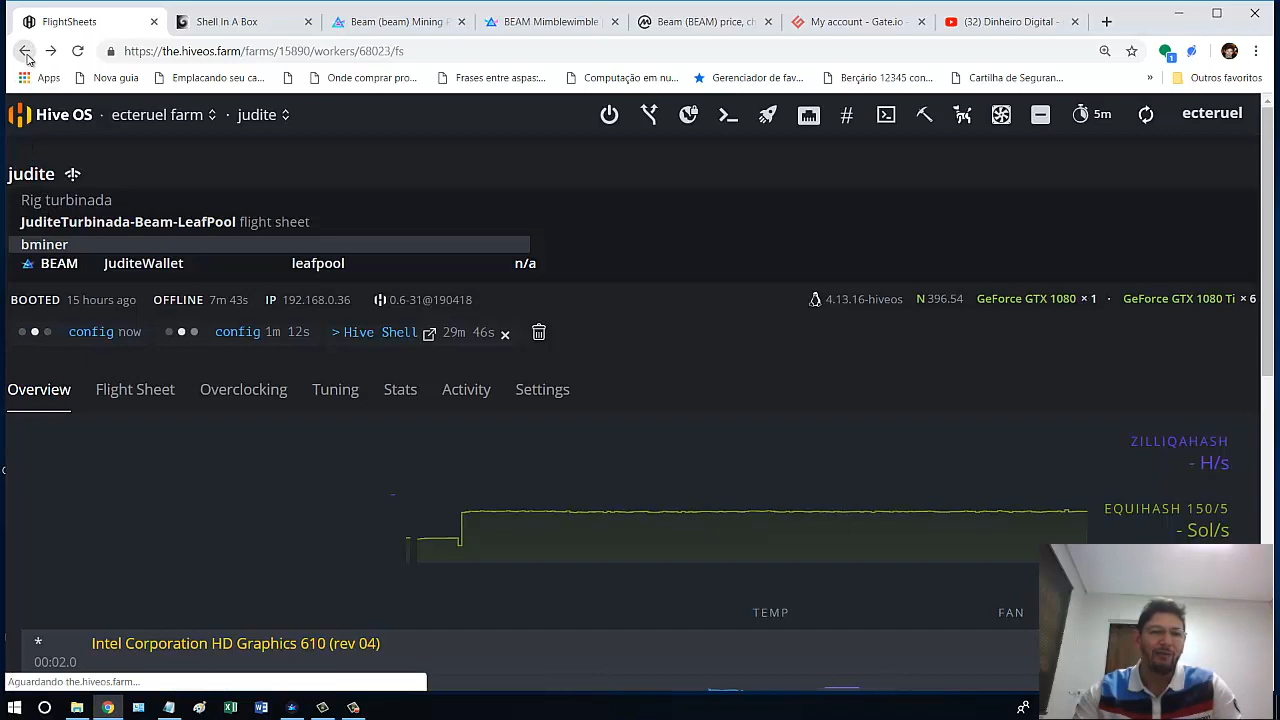 FlightSheets
Shell In A Box
Beam (beam) Mining P
BEAM Mimblewimble
Beam (BEAM) price, ch
My account - Gate.io
(32) Dinheiro Digital -
https://the.hiveos.farm/farms/15890/workers/68023/fs
Apps
Nova guia
Emplacando seu ca...
Onde comprar pro...
Frases entre aspas:...
Computação em nu...
Gerenciador de fav...
Berçário 12345 con...
Cartilha de Seguran...
»
Outros favoritos
Hive OS · ecteruel farm · judite
5m
ecteruel
judite
Rig turbinada
JuditeTurbinada-Beam-LeafPool flight sheet
bminer
BEAM JuditeWallet leafpool n/a
BOOTED 15 hours ago OFFLINE 7m 43s IP 192.168.0.36 0.6-31@190418
4.13.16-hiveos N 396.54 GeForce GTX 1080 × 1 · GeForce GTX 1080 Ti × 6
config now config 1m 12s > Hive Shell 29m 46s ×
Overview Flight Sheet Overclocking Tuning Stats Activity Settings
ZILLIQAHASH
- H/s
EQUIHASH 150/5
- Sol/s
TEMP FAN
* Intel Corporation HD Graphics 610 (rev 04)
00:02.0
Aguardando the.hiveos.farm...